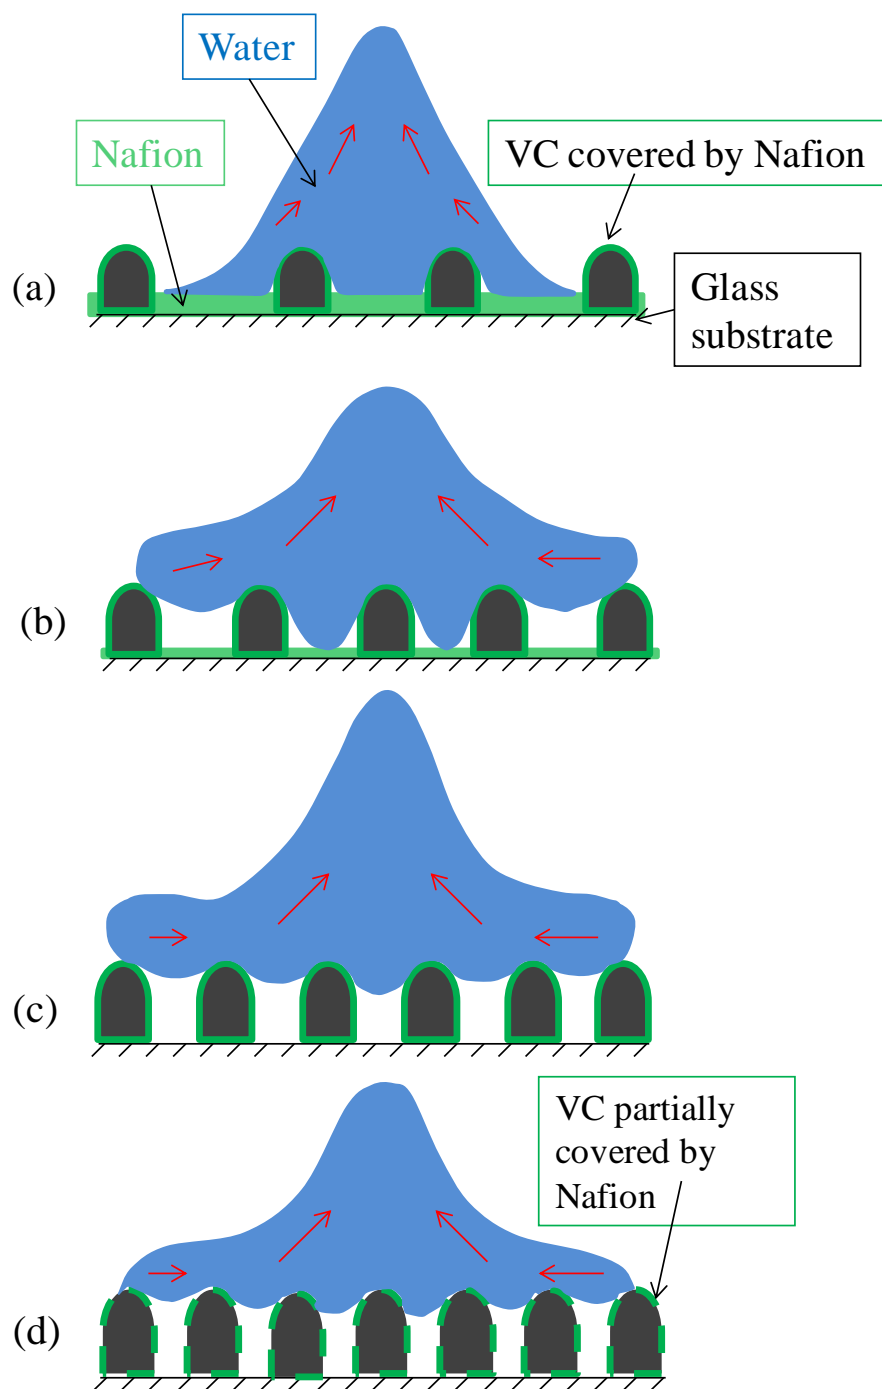 Water
Nafion
VC covered by Nafion
(a)
Glass
substrate
(b)
(c)
VC partially
covered by
Nafion
(d)